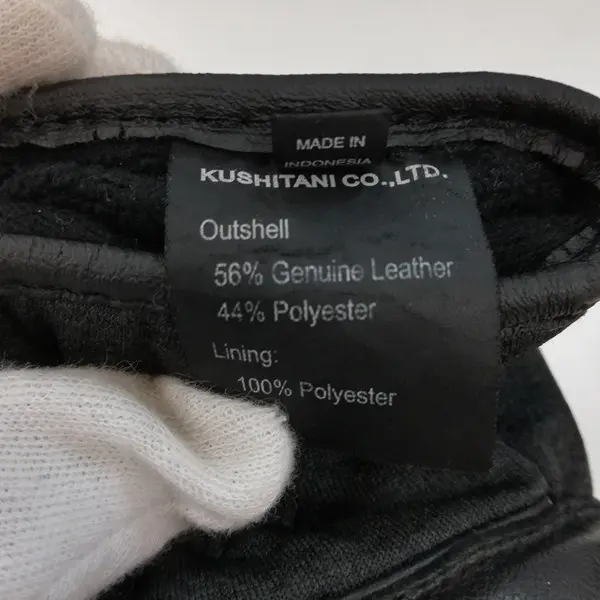 MADE IN
INDONESIA
KUSHITANI CO.,LTD.
Outshell
56% Genuine Leather
44% Polyester
Lining:
100% Polyester